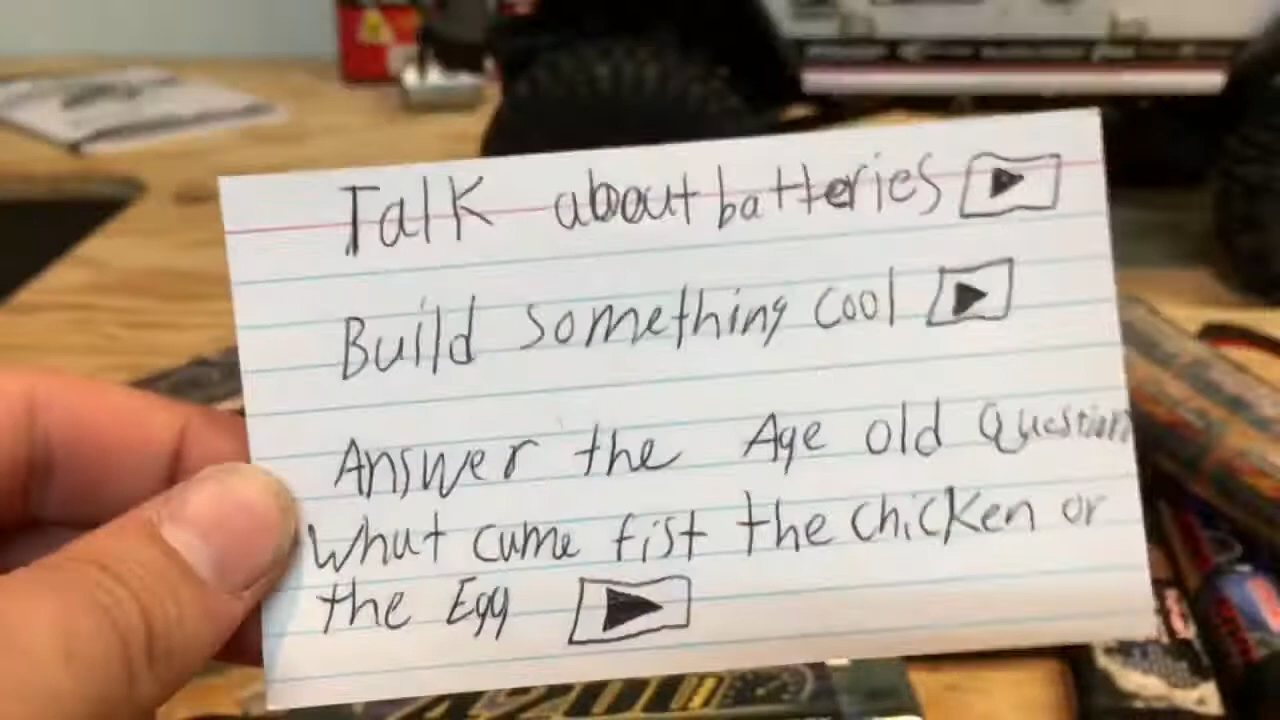 Talk about batteries
Build something cool
Answer the Age old Question
What came fist the chicken or
the Egg